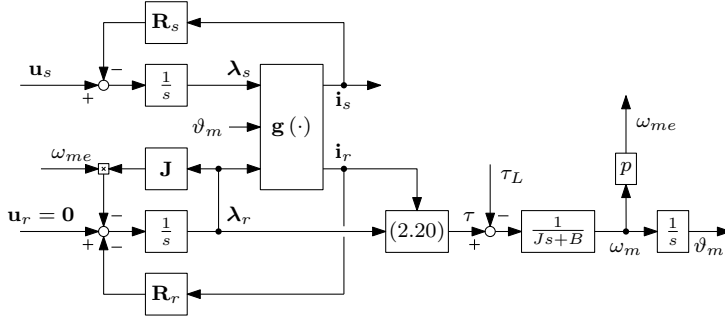 R_s
u_s
−
+
1/s
λ_s
g (·)
i_s
ϑ_m
ω_me
×
J
i_r
u_r = 0
+
−
−
1/s
λ_r
R_r
(2.20)
τ
+
τ_L
−
1/(Js+B)
ω_m
ω_me
p
1/s
ϑ_m